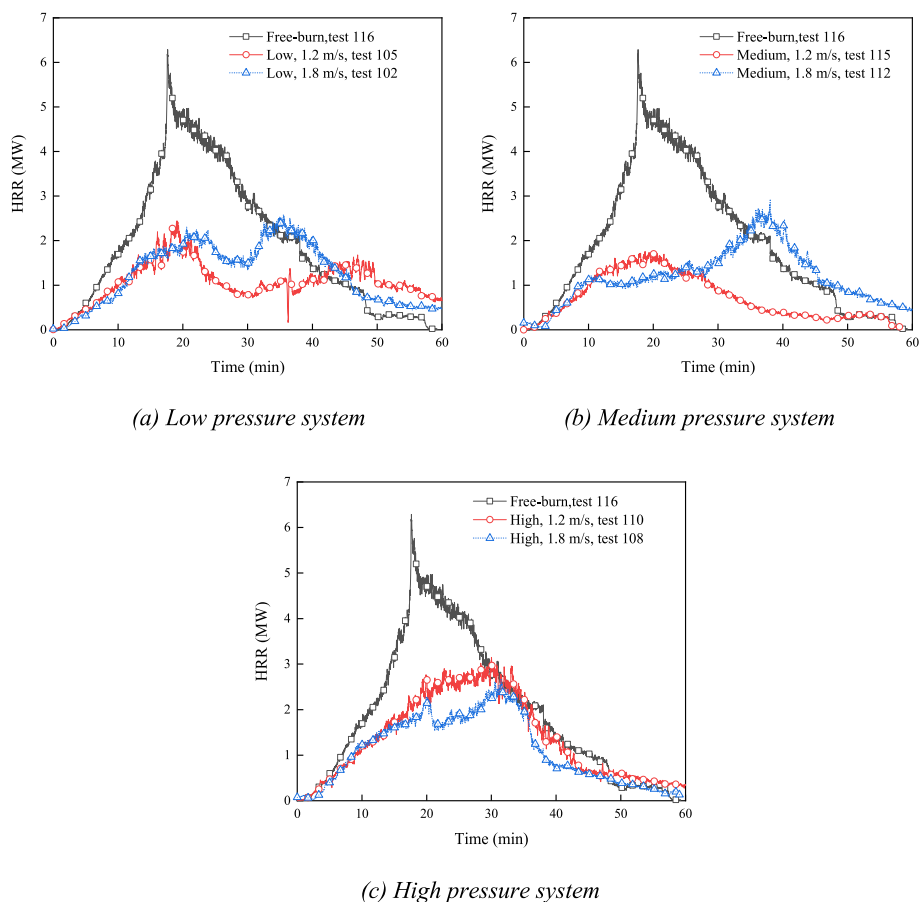 7
6
5
4
3
2
1
0
HRR (MW)
Free-burn,test 116
Low, 1.2 m/s, test 105
Low, 1.8 m/s, test 102
0 10 20 30 40 50 60
Time (min)
(a) Low pressure system
7
6
5
4
3
2
1
0
HRR (MW)
Free-burn,test 116
Medium, 1.2 m/s, test 115
Medium, 1.8 m/s, test 112
0 10 20 30 40 50 60
Time (min)
(b) Medium pressure system
7
6
5
4
3
2
1
0
HRR (MW)
Free-burn,test 116
High, 1.2 m/s, test 110
High, 1.8 m/s, test 108
0 10 20 30 40 50 60
Time (min)
(c) High pressure system